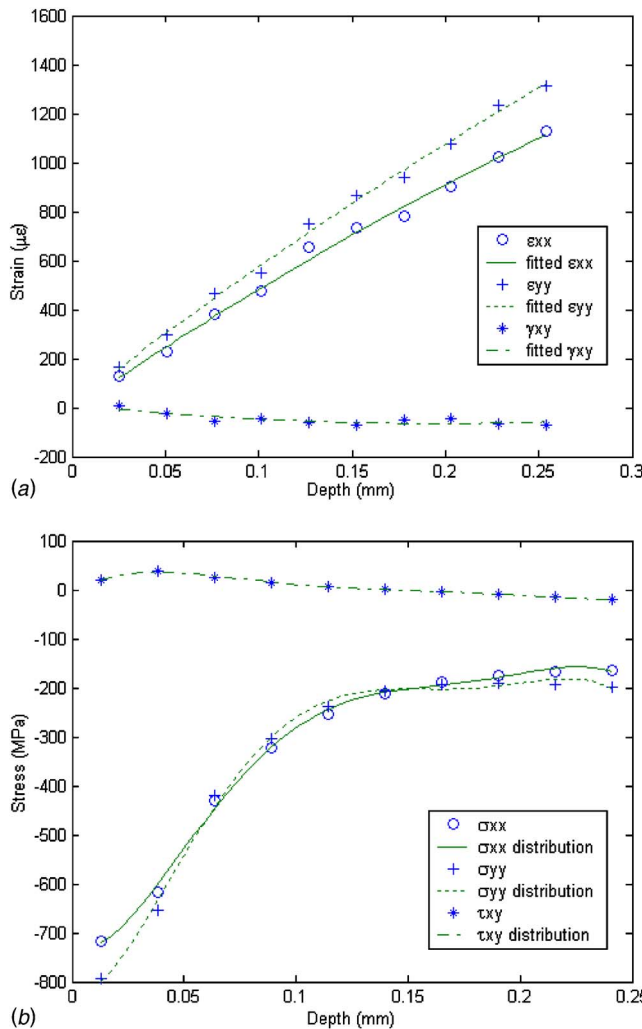 1600
1400
1200
1000
800
600
400
200
0
-200
Strain (με)
εxx
fitted εxx
εyy
fitted εyy
γxy
fitted γxy
0 0.05 0.1 0.15 0.2 0.25 0.3
Depth (mm)
(a)
100
0
-100
-200
-300
-400
-500
-600
-700
-800
Stress (MPa)
σxx
σxx distribution
σyy
σyy distribution
τxy
τxy distribution
0 0.05 0.1 0.15 0.2 0.25
Depth (mm)
(b)